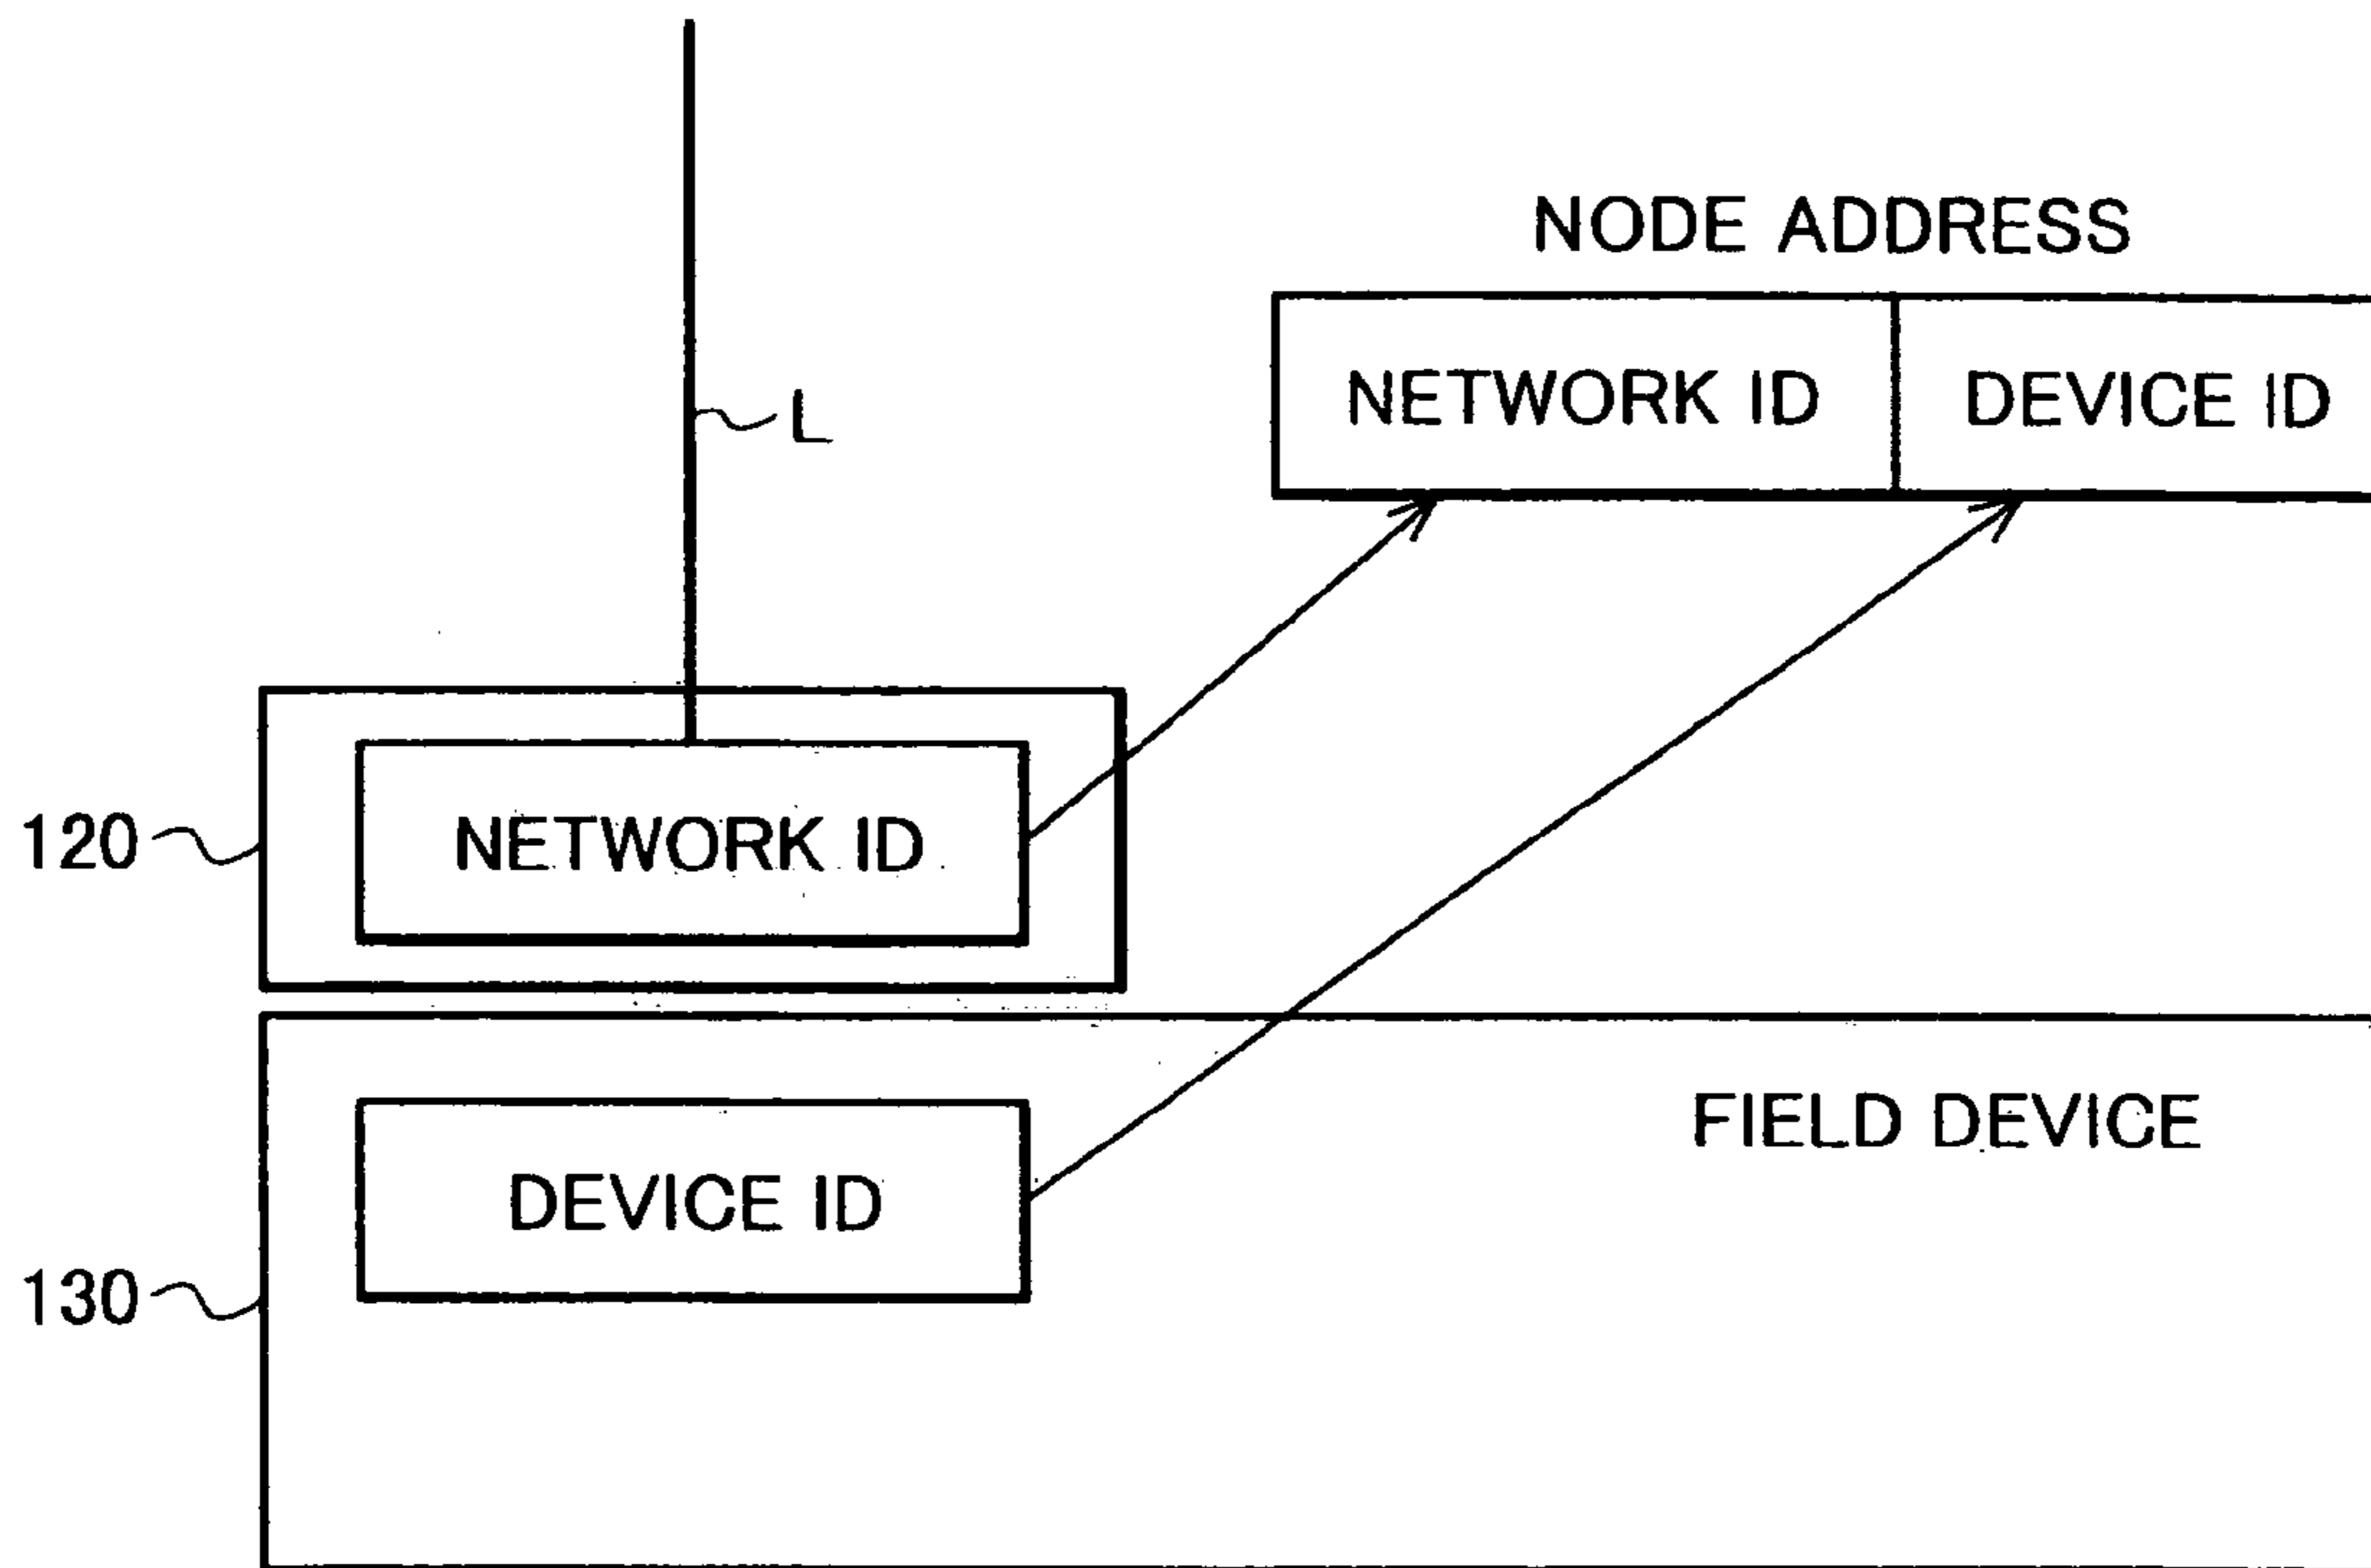 NODE ADDRESS
NETWORK ID DEVICE ID
L
120 NETWORK ID
FIELD DEVICE
DEVICE ID
130